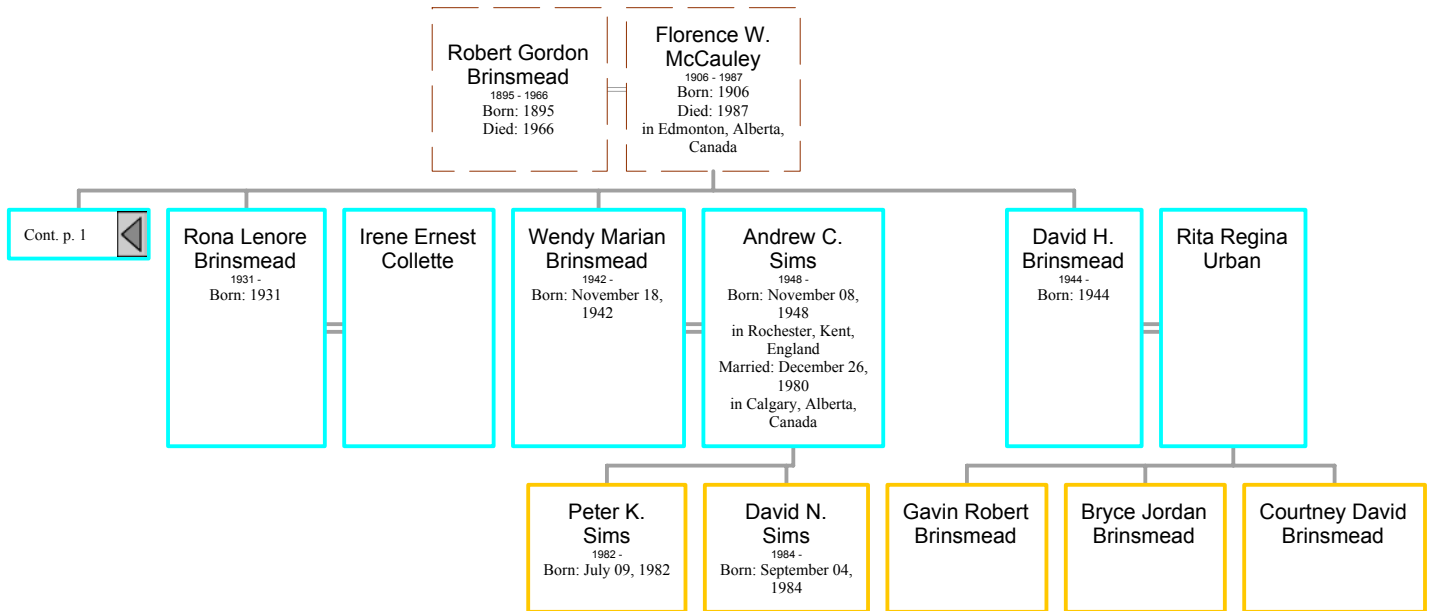 Robert Gordon
Brinsmead
1895 - 1966
Born: 1895
Died: 1966
Florence W.
McCauley
1906 - 1987
Born: 1906
Died: 1987
in Edmonton, Alberta,
Canada
Cont. p. 1
Rona Lenore
Brinsmead
1931 -
Born: 1931
Irene Ernest
Collette
Wendy Marian
Brinsmead
1942 -
Born: November 18,
1942
Andrew C.
Sims
1948 -
Born: November 08,
1948
in Rochester, Kent,
England
Married: December 26,
1980
in Calgary, Alberta,
Canada
David H.
Brinsmead
1944 -
Born: 1944
Rita Regina
Urban
Peter K.
Sims
1982 -
Born: July 09, 1982
David N.
Sims
1984 -
Born: September 04,
1984
Gavin Robert
Brinsmead
Bryce Jordan
Brinsmead
Courtney David
Brinsmead